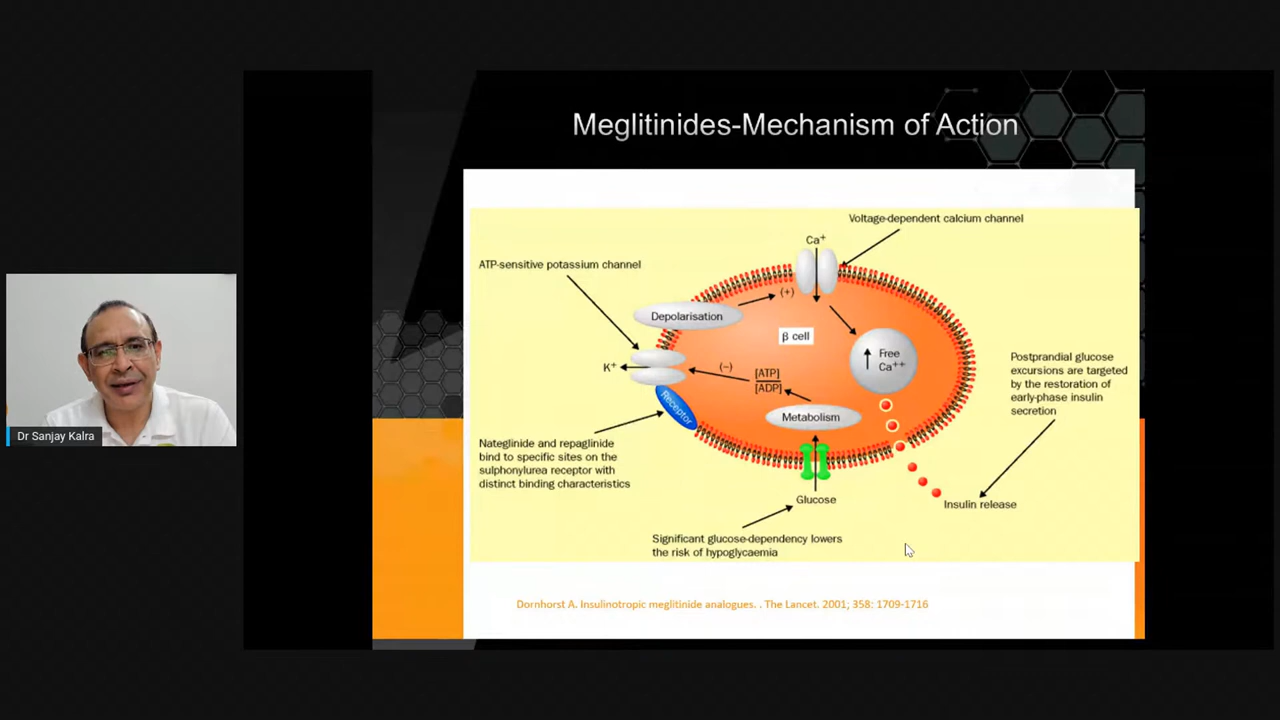 Meglitinides-Mechanism of Action
Voltage-dependent calcium channel
Ca⁺
ATP-sensitive potassium channel
(+)
Depolarisation
β cell
Free
Ca⁺⁺
K⁺
(−)
[ATP]
[ADP]
Metabolism
Receptor
Postprandial glucose
excursions are targeted
by the restoration of
early-phase insulin
secretion
Nateglinide and repaglinide
bind to specific sites on the
sulphonylurea receptor with
distinct binding characteristics
Glucose
Insulin release
Significant glucose-dependency lowers
the risk of hypoglycaemia
Dornhorst A. Insulinotropic meglitinide analogues. . The Lancet. 2001; 358: 1709-1716
Dr Sanjay Kalra